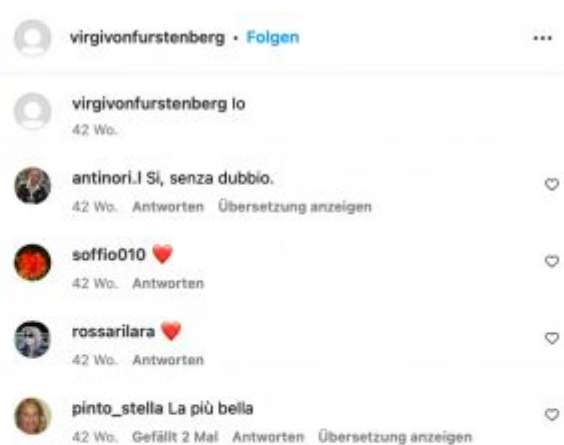 virgivonfurstenberg • Folgen
virgivonfurstenberg Io
42 Wo.
antinori.l Si, senza dubbio.
42 Wo. Antworten Übersetzung anzeigen
soffio010 ❤️
42 Wo. Antworten
rossarilara ❤️
42 Wo. Antworten
pinto_stella La più bella
42 Wo. Gefällt 2 Mal Antworten Übersetzung anzeigen